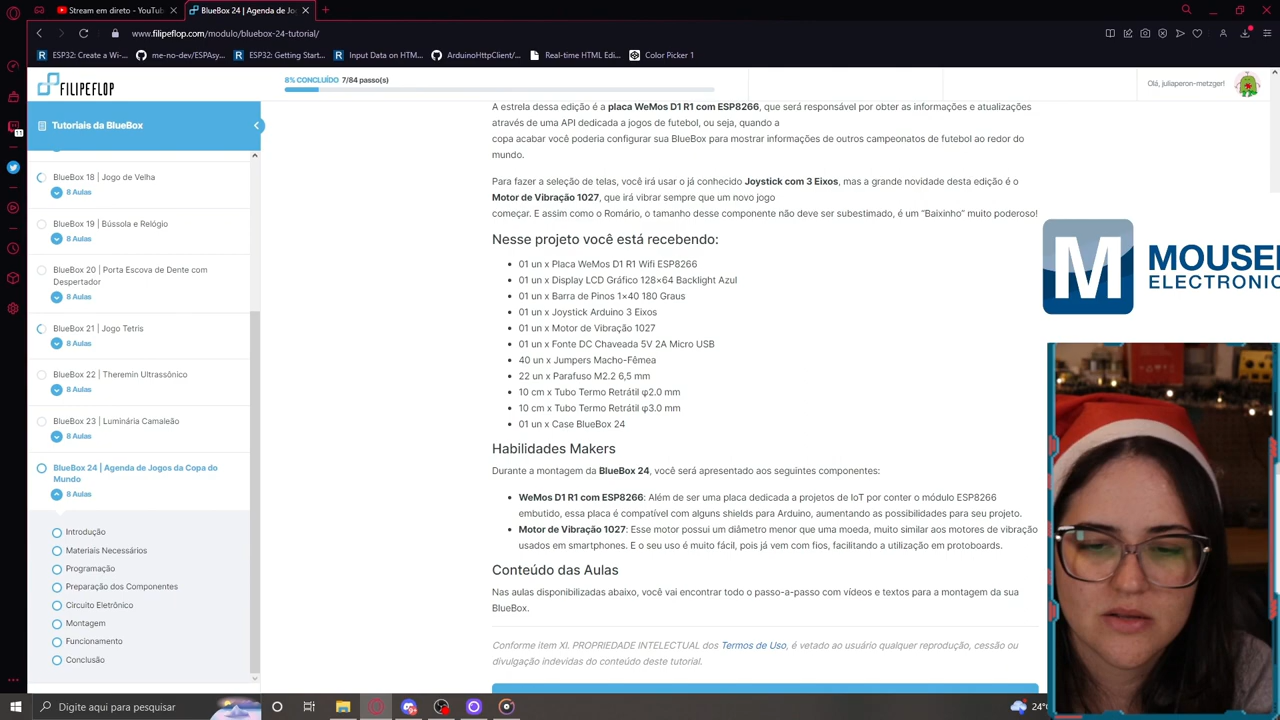 Stream em direto - YouTub
BlueBox 24 | Agenda de Jo
www.filipeflop.com/modulo/bluebox-24-tutorial/
ESP32: Create a Wi-...
me-no-dev/ESPAsy...
ESP32: Getting Start...
Input Data on HTM...
ArduinoHttpClient/...
Real-time HTML Edi...
Color Picker 1
FILIPEFLOP
8% CONCLUÍDO 7/84 passo(s)
Olá, juliaperon-metzger!
Tutoriais da BlueBox
BlueBox 18 | Jogo de Velha
8 Aulas
BlueBox 19 | Bússola e Relógio
8 Aulas
BlueBox 20 | Porta Escova de Dente com
Despertador
8 Aulas
BlueBox 21 | Jogo Tetris
8 Aulas
BlueBox 22 | Theremin Ultrassônico
8 Aulas
BlueBox 23 | Luminária Camaleão
8 Aulas
BlueBox 24 | Agenda de Jogos da Copa do
Mundo
8 Aulas
Introdução
Materiais Necessários
Programação
Preparação dos Componentes
Circuito Eletrônico
Montagem
Funcionamento
Conclusão
A estrela dessa edição é a placa WeMos D1 R1 com ESP8266, que será responsável por obter as informações e atualizações
através de uma API dedicada a jogos de futebol, ou seja, quando a
copa acabar você poderia configurar sua BlueBox para mostrar informações de outros campeonatos de futebol ao redor do
mundo.
Para fazer a seleção de telas, você irá usar o já conhecido Joystick com 3 Eixos, mas a grande novidade desta edição é o
Motor de Vibração 1027, que irá vibrar sempre que um novo jogo
começar. E assim como o Romário, o tamanho desse componente não deve ser subestimado, é um "Baixinho" muito poderoso!
Nesse projeto você está recebendo:
01 un x Placa WeMos D1 R1 Wifi ESP8266
01 un x Display LCD Gráfico 128×64 Backlight Azul
01 un x Barra de Pinos 1×40 180 Graus
01 un x Joystick Arduino 3 Eixos
01 un x Motor de Vibração 1027
01 un x Fonte DC Chaveada 5V 2A Micro USB
40 un x Jumpers Macho-Fêmea
22 un x Parafuso M2.2 6,5 mm
10 cm x Tubo Termo Retrátil φ2.0 mm
10 cm x Tubo Termo Retrátil φ3.0 mm
01 un x Case BlueBox 24
Habilidades Makers
Durante a montagem da BlueBox 24, você será apresentado aos seguintes componentes:
WeMos D1 R1 com ESP8266: Além de ser uma placa dedicada a projetos de IoT por conter o módulo ESP8266
embutido, essa placa é compatível com alguns shields para Arduino, aumentando as possibilidades para seu projeto.
Motor de Vibração 1027: Esse motor possui um diâmetro menor que uma moeda, muito similar aos motores de vibração
usados em smartphones. E o seu uso é muito fácil, pois já vem com fios, facilitando a utilização em protoboards.
Conteúdo das Aulas
Nas aulas disponibilizadas abaixo, você vai encontrar todo o passo-a-passo com vídeos e textos para a montagem da sua
BlueBox.
Conforme item XI. PROPRIEDADE INTELECTUAL dos Termos de Uso, é vetado ao usuário qualquer reprodução, cessão ou
divulgação indevidas do conteúdo deste tutorial.
M MOUSE
ELECTRONIC
Digite aqui para pesquisar
24°